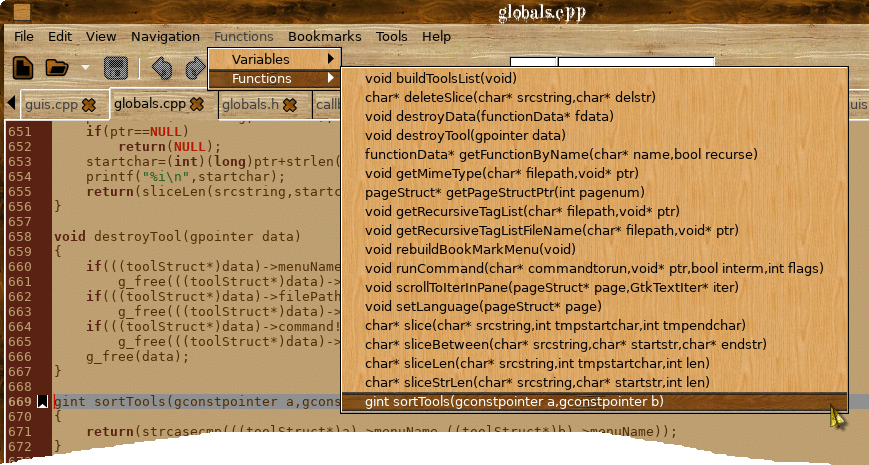 globals.cpp
File Edit View Navigation Functions Bookmarks Tools Help
Variables
Functions
guis.cpp globals.cpp globals.h
void buildToolsList(void)
char* deleteSlice(char* srcstring,char* delstr)
void destroyData(functionData* fdata)
void destroyTool(gpointer data)
functionData* getFunctionByName(char* name,bool recurse)
void getMimeType(char* filepath,void* ptr)
pageStruct* getPageStructPtr(int pagenum)
void getRecursiveTagList(char* filepath,void* ptr)
void getRecursiveTagListFileName(char* filepath,void* ptr)
void rebuildBookMarkMenu(void)
void runCommand(char* commandtorun,void* ptr,bool interm,int flags)
void scrollToIterInPane(pageStruct* page,GtkTextIter* iter)
void setLanguage(pageStruct* page)
char* slice(char* srcstring,int tmpstartchar,int tmpendchar)
char* sliceBetween(char* srcstring,char* startstr,char* endstr)
char* sliceLen(char* srcstring,int tmpstartchar,int len)
char* sliceStrLen(char* srcstring,char* startstr,int len)
gint sortTools(gconstpointer a,gconstpointer b)
651 if(ptr==NULL)
652 return(NULL);
653 startchar=(int)(long)ptr+strlen(
654 printf("%i\n",startchar);
655 return(sliceLen(srcstring,startc
656 }
657
658 void destroyTool(gpointer data)
659 {
660 if(((toolStruct*)data)->menuName
661 g_free(((toolStruct*)data)->
662 if(((toolStruct*)data)->filePath
663 g_free(((toolStruct*)data)->
664 if(((toolStruct*)data)->command!
665 g_free(((toolStruct*)data)->
666 g_free(data);
667 }
668
669 gint sortTools(gconstpointer a,gcons
670 {
671 return(strcasecmp(((toolStruct*)a)->menuName,((toolStruct*)b)->menuName));
672 }